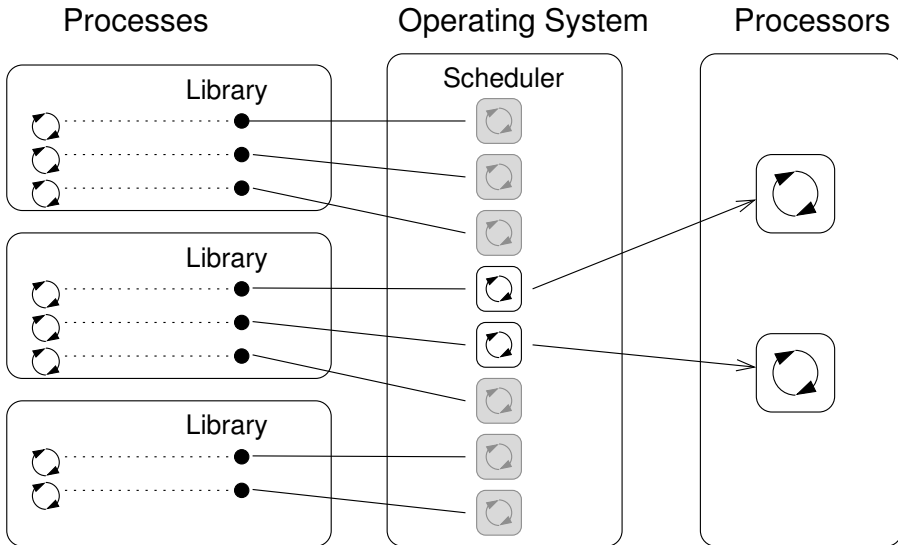 Processes
Operating System
Processors
Library
Scheduler
Library
Library